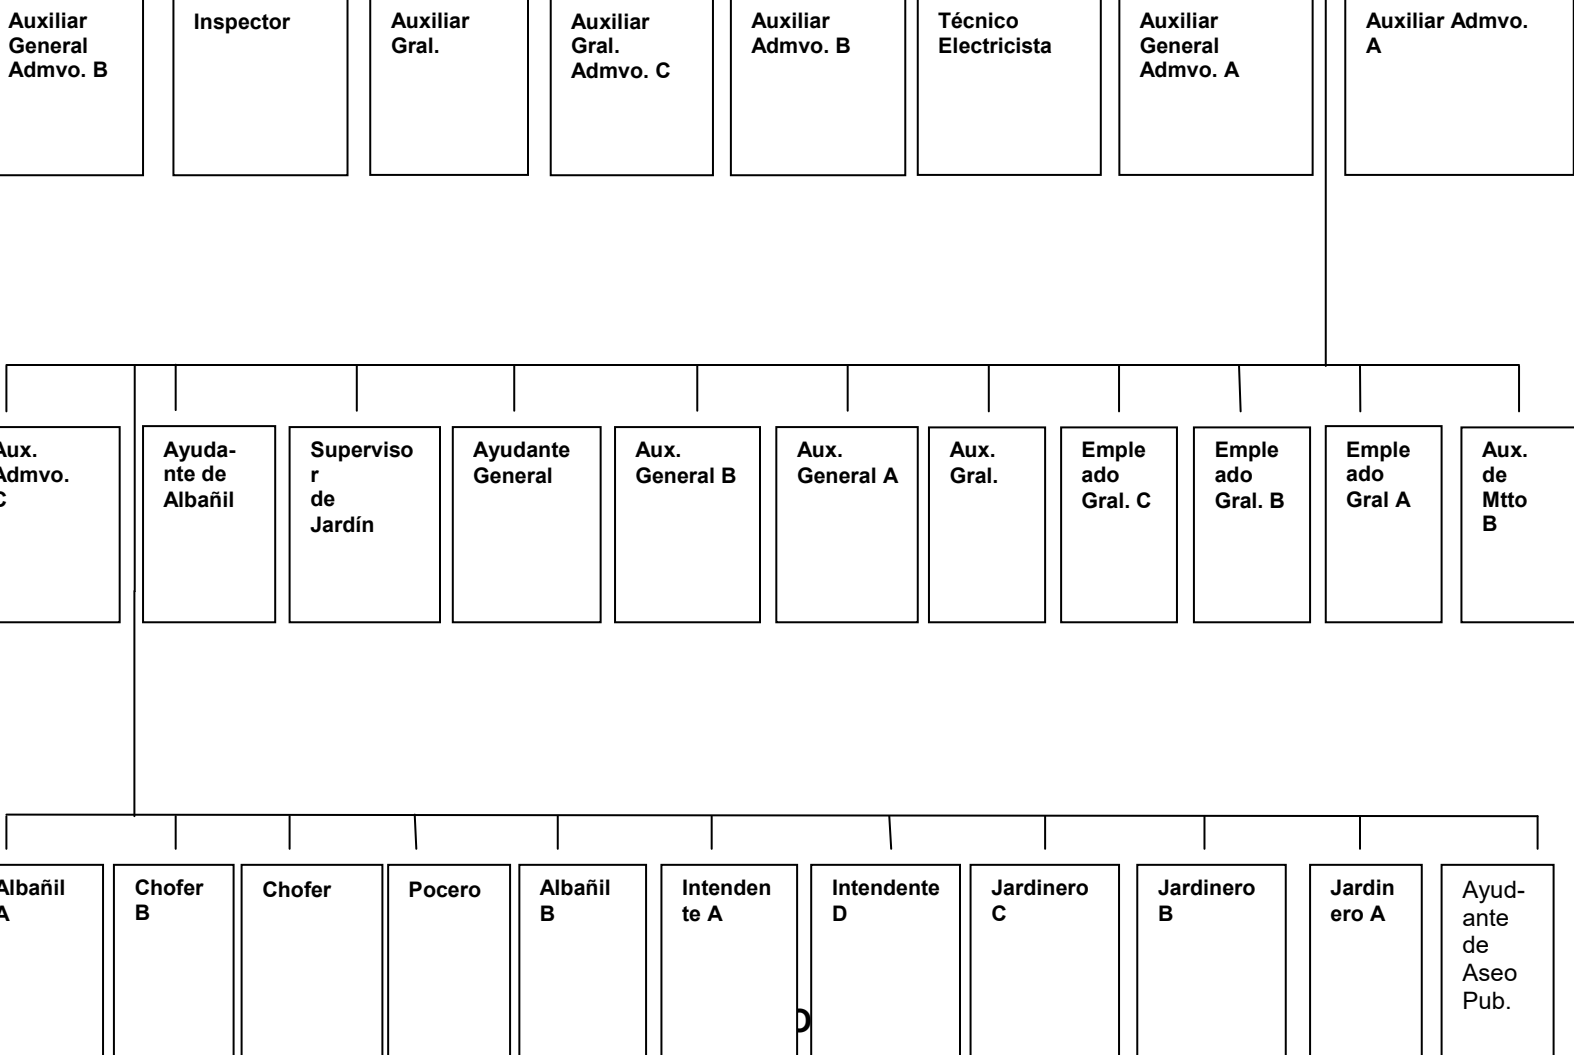 Auxiliar
General
Admvo. B
Inspector
Auxiliar
Gral.
Auxiliar
Gral.
Admvo. C
Auxiliar
Admvo. B
Técnico
Electricista
Auxiliar
General
Admvo. A
Auxiliar Admvo.
A
Aux.
Admvo.
C
Ayuda-
nte de
Albañil
Superviso
r
de
Jardín
Ayudante
General
Aux.
General B
Aux.
General A
Aux.
Gral.
Emple
ado
Gral. C
Emple
ado
Gral. B
Emple
ado
Gral A
Aux.
de
Mtto
B
Albañil
A
Chofer
B
Chofer
Pocero
Albañil
B
Intenden
te A
Intendente
D
Jardinero
C
Jardinero
B
Jardin
ero A
Ayud-
ante
de
Aseo
Pub.